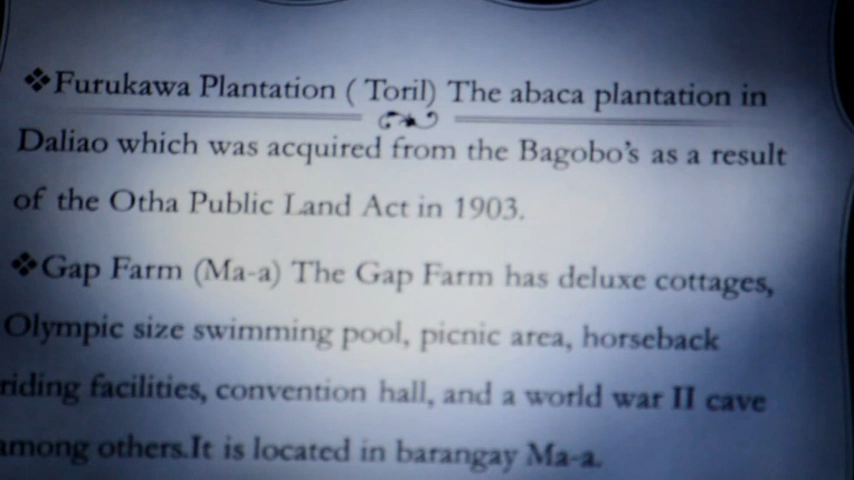 ❖Furukawa Plantation ( Toril) The abaca plantation in
Daliao which was acquired from the Bagobo's as a result
of the Otha Public Land Act in 1903.
❖Gap Farm (Ma-a) The Gap Farm has deluxe cottages,
Olympic size swimming pool, picnic area, horseback
riding facilities, convention hall, and a world war II cave
among others.It is located in barangay Ma-a.